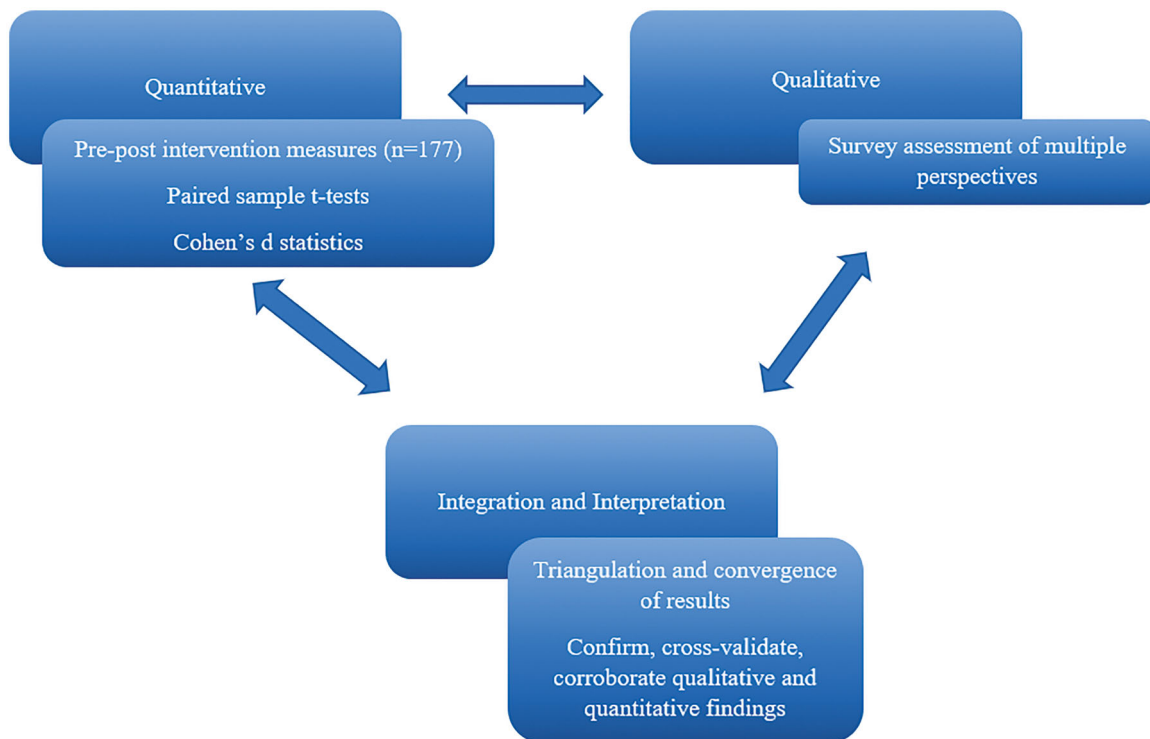 Quantitative
Pre-post intervention measures (n=177)
Paired sample t-tests
Cohen’s d statistics
Qualitative
Survey assessment of multiple
perspectives
Integration and Interpretation
Triangulation and convergence
of results
Confirm, cross-validate,
corroborate qualitative and
quantitative findings